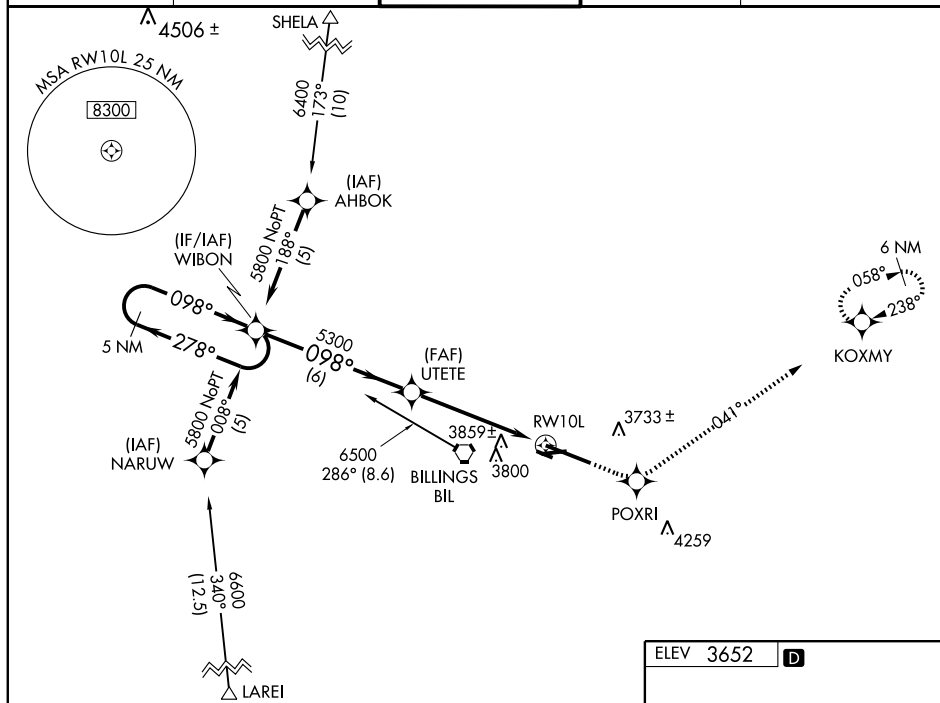 4506 ±
SHELA
MSA RW10L 25 NM
8300
6400
173°
(10)
(IAF)
AHBOK
5800 NoPT
188°
(5)
(IF/IAF)
WIBON
098°
5 NM
278°
5300
098°
(6)
(FAF)
UTETE
6 NM
058°
238°
KOXMY
5800 NoPT
008°
(5)
(IAF)
NARUW
6500
286° (8.6)
BILLINGS
BIL
3859 ±
3800
RW10L
3733 ±
041°
POXRI
4259
6600
340°
(12.5)
LAREI
ELEV 3652 D